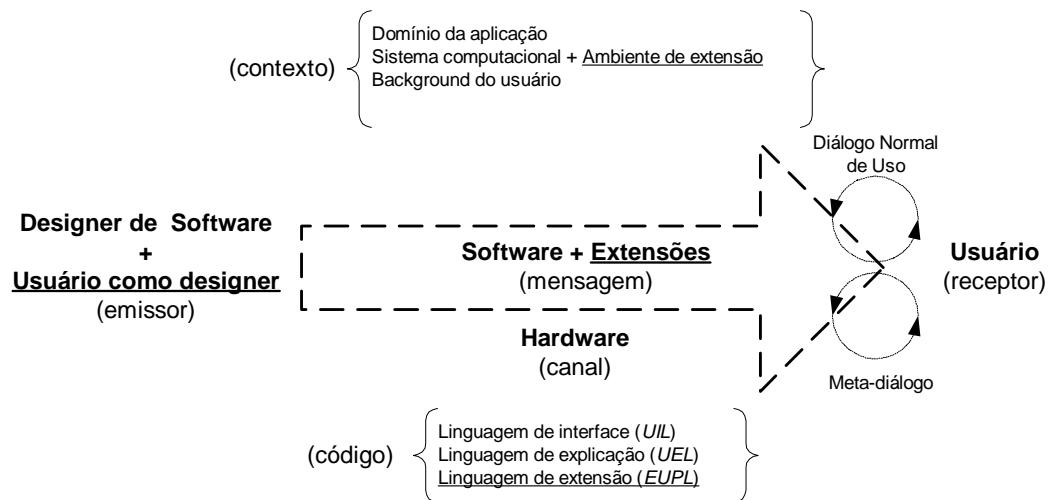 (contexto)
Domínio da aplicação
Sistema computacional + Ambiente de extensão
Background do usuário
Diálogo Normal
de Uso
Designer de Software
+
Usuário como designer
(emissor)
Software + Extensões
(mensagem)
Usuário
(receptor)
Hardware
(canal)
Meta-diálogo
(código)
Linguagem de interface (UIL)
Linguagem de explicação (UEL)
Linguagem de extensão (EUPL)